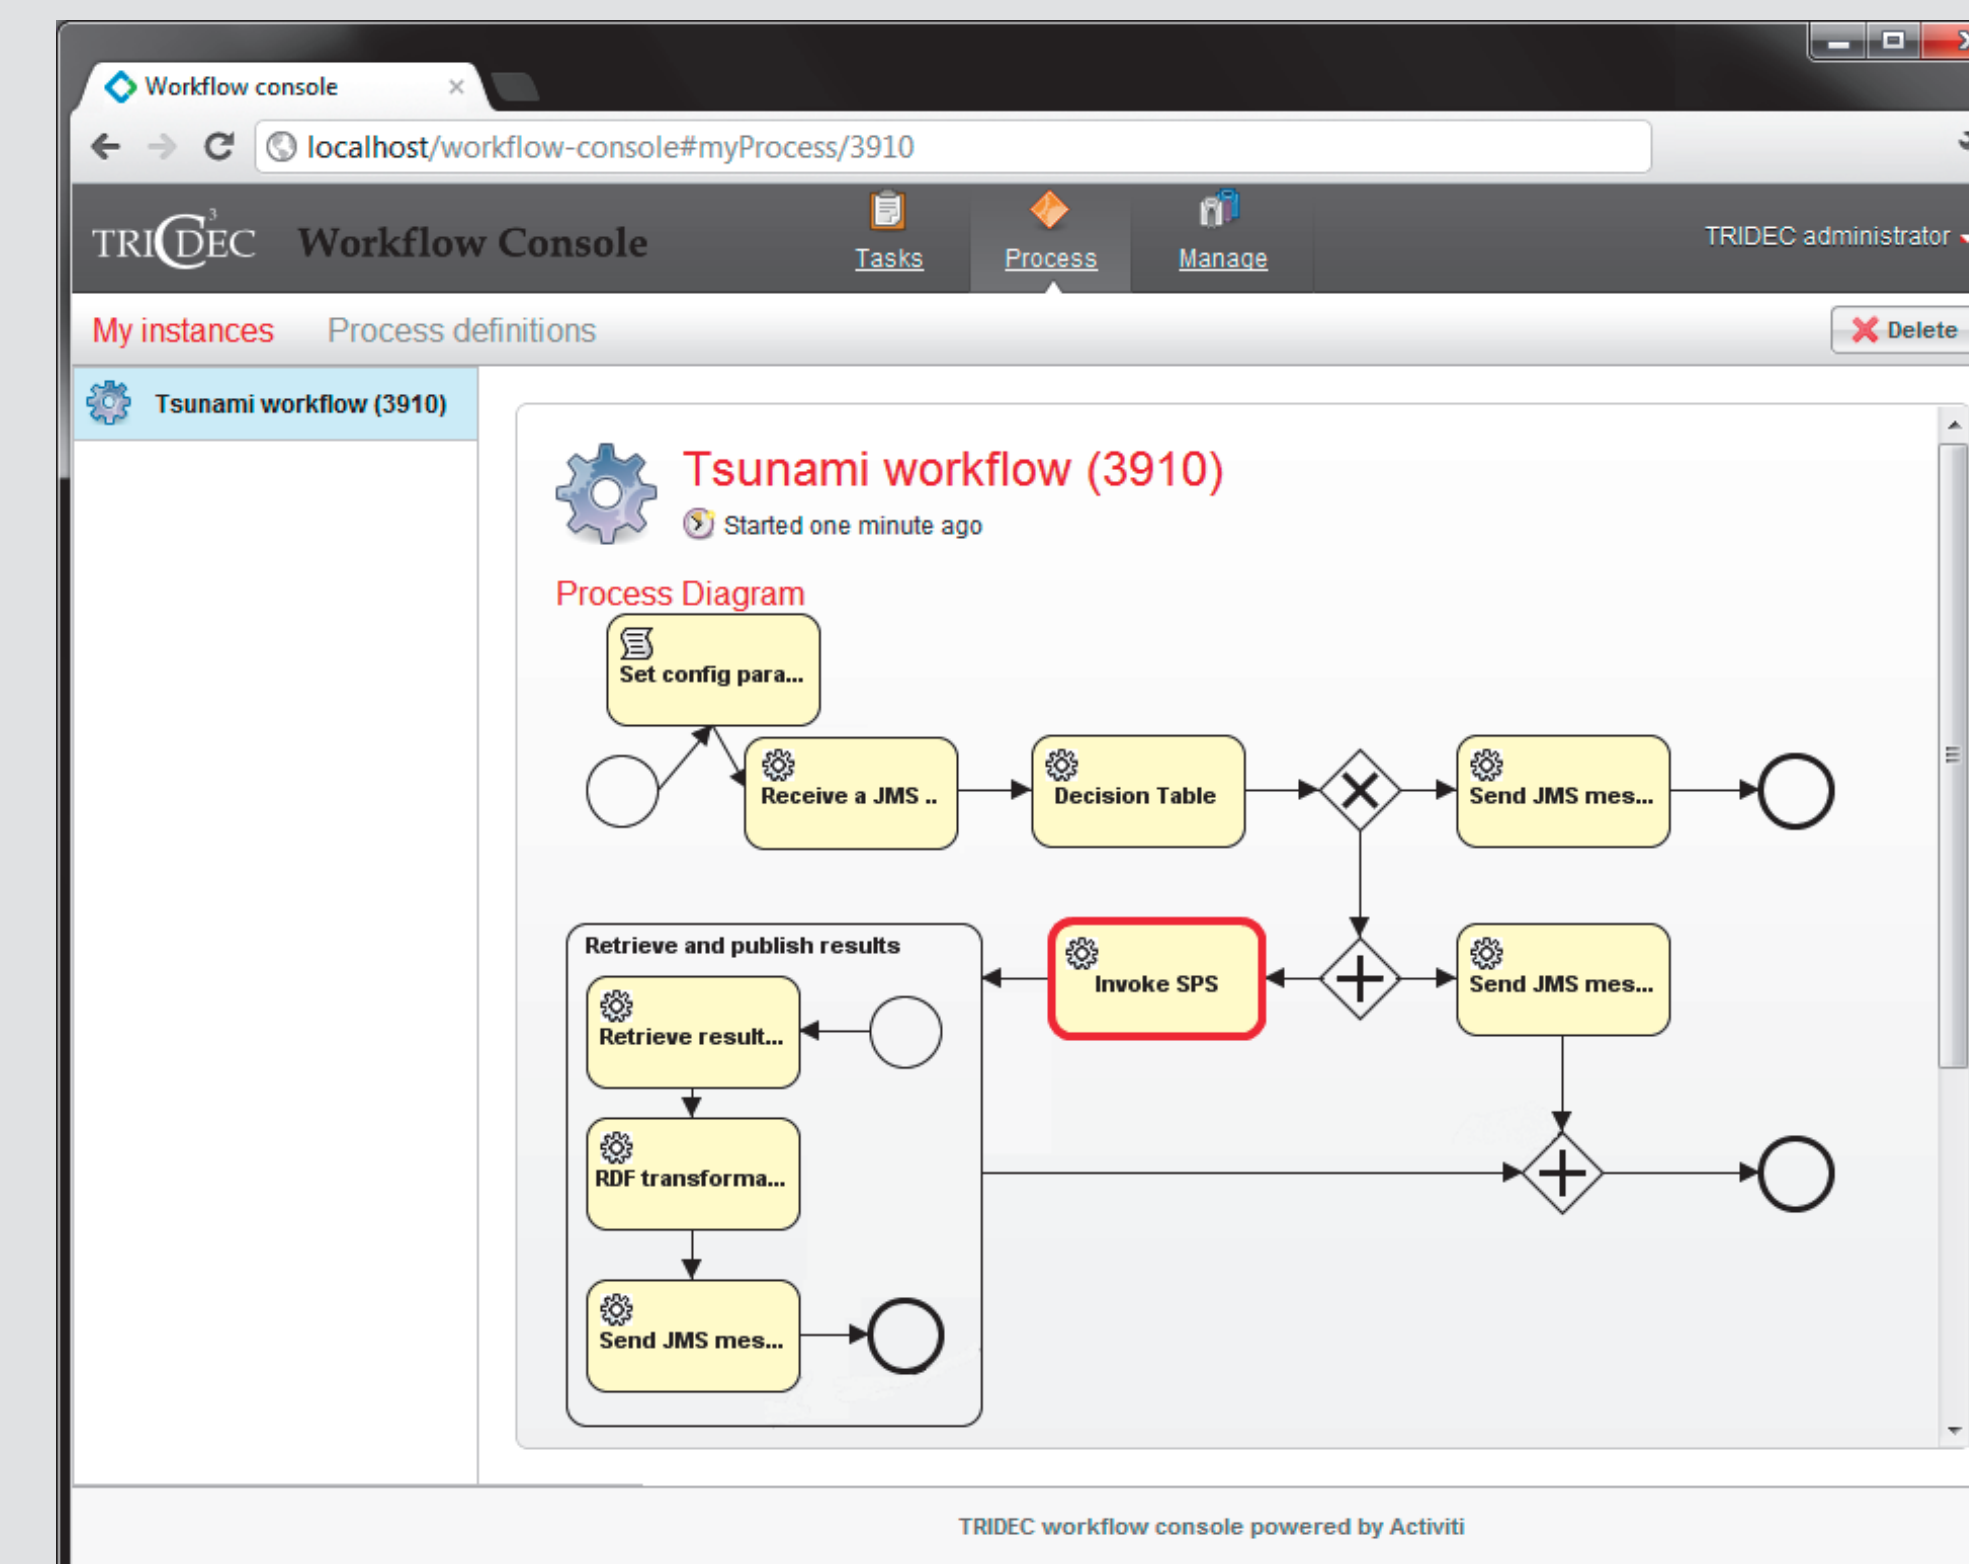 Workflow console
localhost/workflow-console#myProcess/3910
TRIDEC C3 Workflow Console
Tasks
Process
Manage
TRIDEC administrator
My instances
Process definitions
Delete
Tsunami workflow (3910)
Tsunami workflow (3910)
Started one minute ago
Process Diagram
Set config para...
Receive a JMS ..
Decision Table
Send JMS mes...
Retrieve and publish results
Invoke SPS
Send JMS mes...
Retrieve result...
RDF transforma...
Send JMS mes...
TRIDEC workflow console powered by Activiti